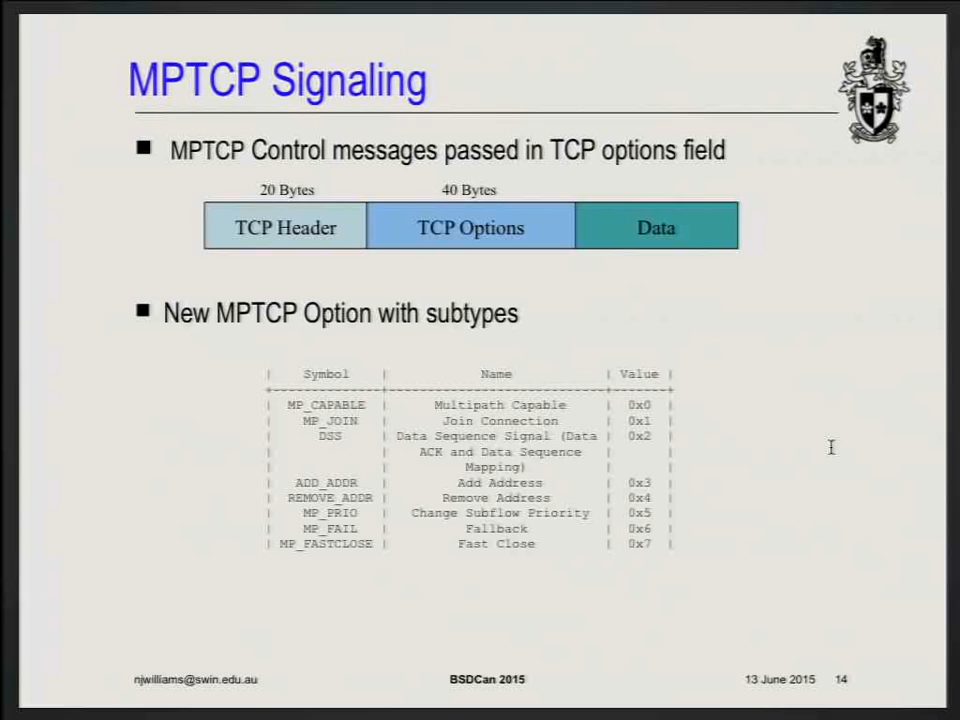 MPTCP Signaling
MPTCP Control messages passed in TCP options field
20 Bytes 40 Bytes
TCP Header TCP Options Data
New MPTCP Option with subtypes
| Symbol | Name | Value |
+--------------+--------------------------+-------+
| MP_CAPABLE | Multipath Capable | 0x0 |
| MP_JOIN | Join Connection | 0x1 |
| DSS | Data Sequence Signal (Data | 0x2 |
| | ACK and Data Sequence | |
| | Mapping) | |
| ADD_ADDR | Add Address | 0x3 |
| REMOVE_ADDR | Remove Address | 0x4 |
| MP_PRIO | Change Subflow Priority | 0x5 |
| MP_FAIL | Fallback | 0x6 |
| MP_FASTCLOSE | Fast Close | 0x7 |
njwilliams@swin.edu.au BSDCan 2015 13 June 2015 14